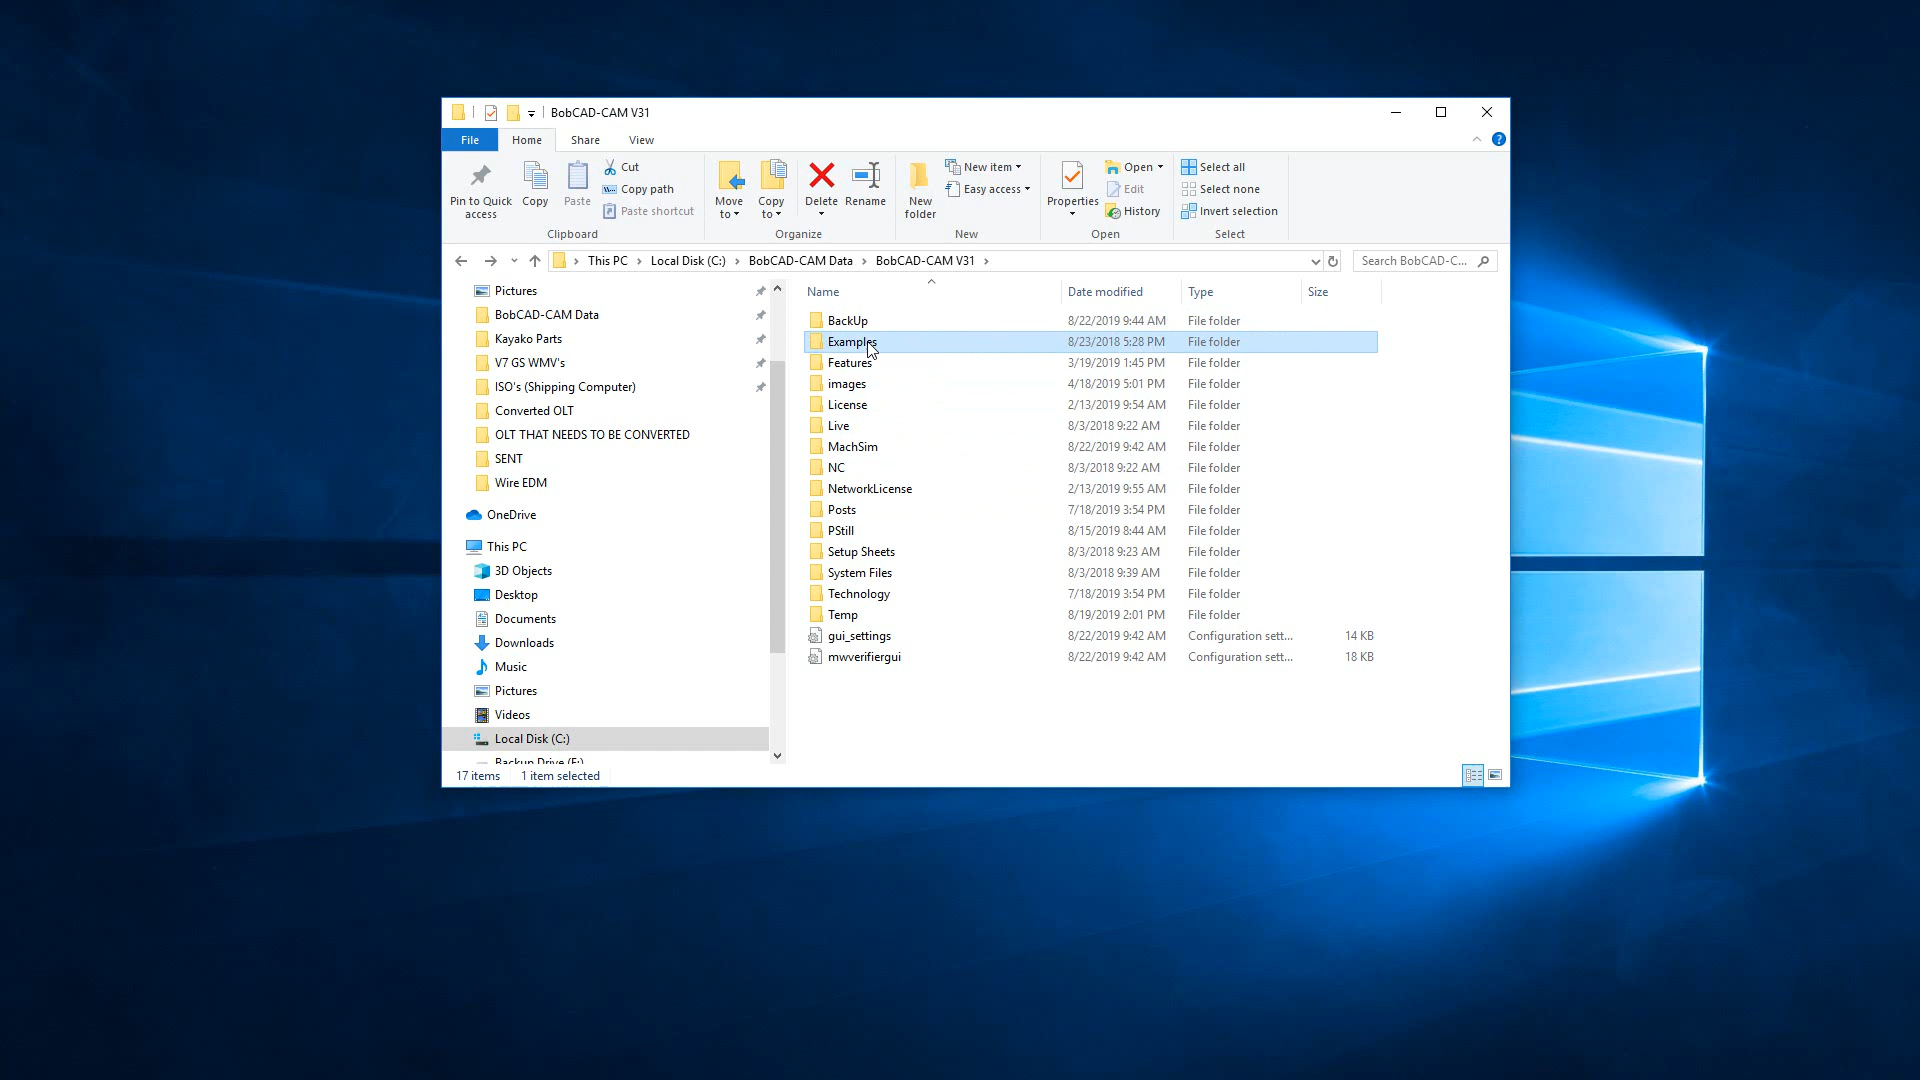 BobCAD-CAM V31
File Home Share View
Pin to Quick access
Copy
Paste
Cut
Copy path
Paste shortcut
Clipboard
Move to
Copy to
Delete
Rename
Organize
New folder
New item
Easy access
New
Properties
Open
Edit
History
Open
Select all
Select none
Invert selection
Select
This PC > Local Disk (C:) > BobCAD-CAM Data > BobCAD-CAM V31 >
Search BobCAD-C...
Pictures
BobCAD-CAM Data
Kayako Parts
V7 GS WMV's
ISO's (Shipping Computer)
Converted OLT
OLT THAT NEEDS TO BE CONVERTED
SENT
Wire EDM
OneDrive
This PC
3D Objects
Desktop
Documents
Downloads
Music
Pictures
Videos
Local Disk (C:)
Backup Drive (F:)
Name Date modified Type Size
BackUp 8/22/2019 9:44 AM File folder
Examples 8/23/2018 5:28 PM File folder
Features 3/19/2019 1:45 PM File folder
images 4/18/2019 5:01 PM File folder
License 2/13/2019 9:54 AM File folder
Live 8/3/2018 9:22 AM File folder
MachSim 8/22/2019 9:42 AM File folder
NC 8/3/2018 9:22 AM File folder
NetworkLicense 2/13/2019 9:55 AM File folder
Posts 7/18/2019 3:54 PM File folder
PStill 8/15/2019 8:44 AM File folder
Setup Sheets 8/3/2018 9:23 AM File folder
System Files 8/3/2018 9:39 AM File folder
Technology 7/18/2019 3:54 PM File folder
Temp 8/19/2019 2:01 PM File folder
gui_settings 8/22/2019 9:42 AM Configuration sett... 14 KB
mwverifiergui 8/22/2019 9:42 AM Configuration sett... 18 KB
17 items 1 item selected